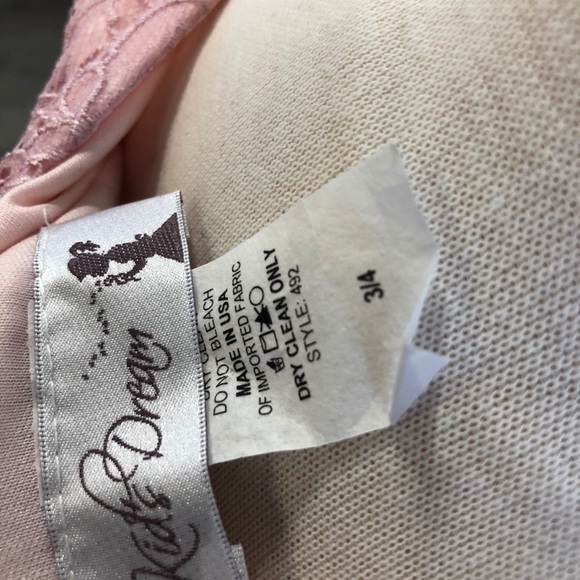 Kid's Dream
DO NOT BLEACH
MADE IN USA
OF IMPORTED FABRIC
DRY CLEAN ONLY
STYLE: 492
3/4